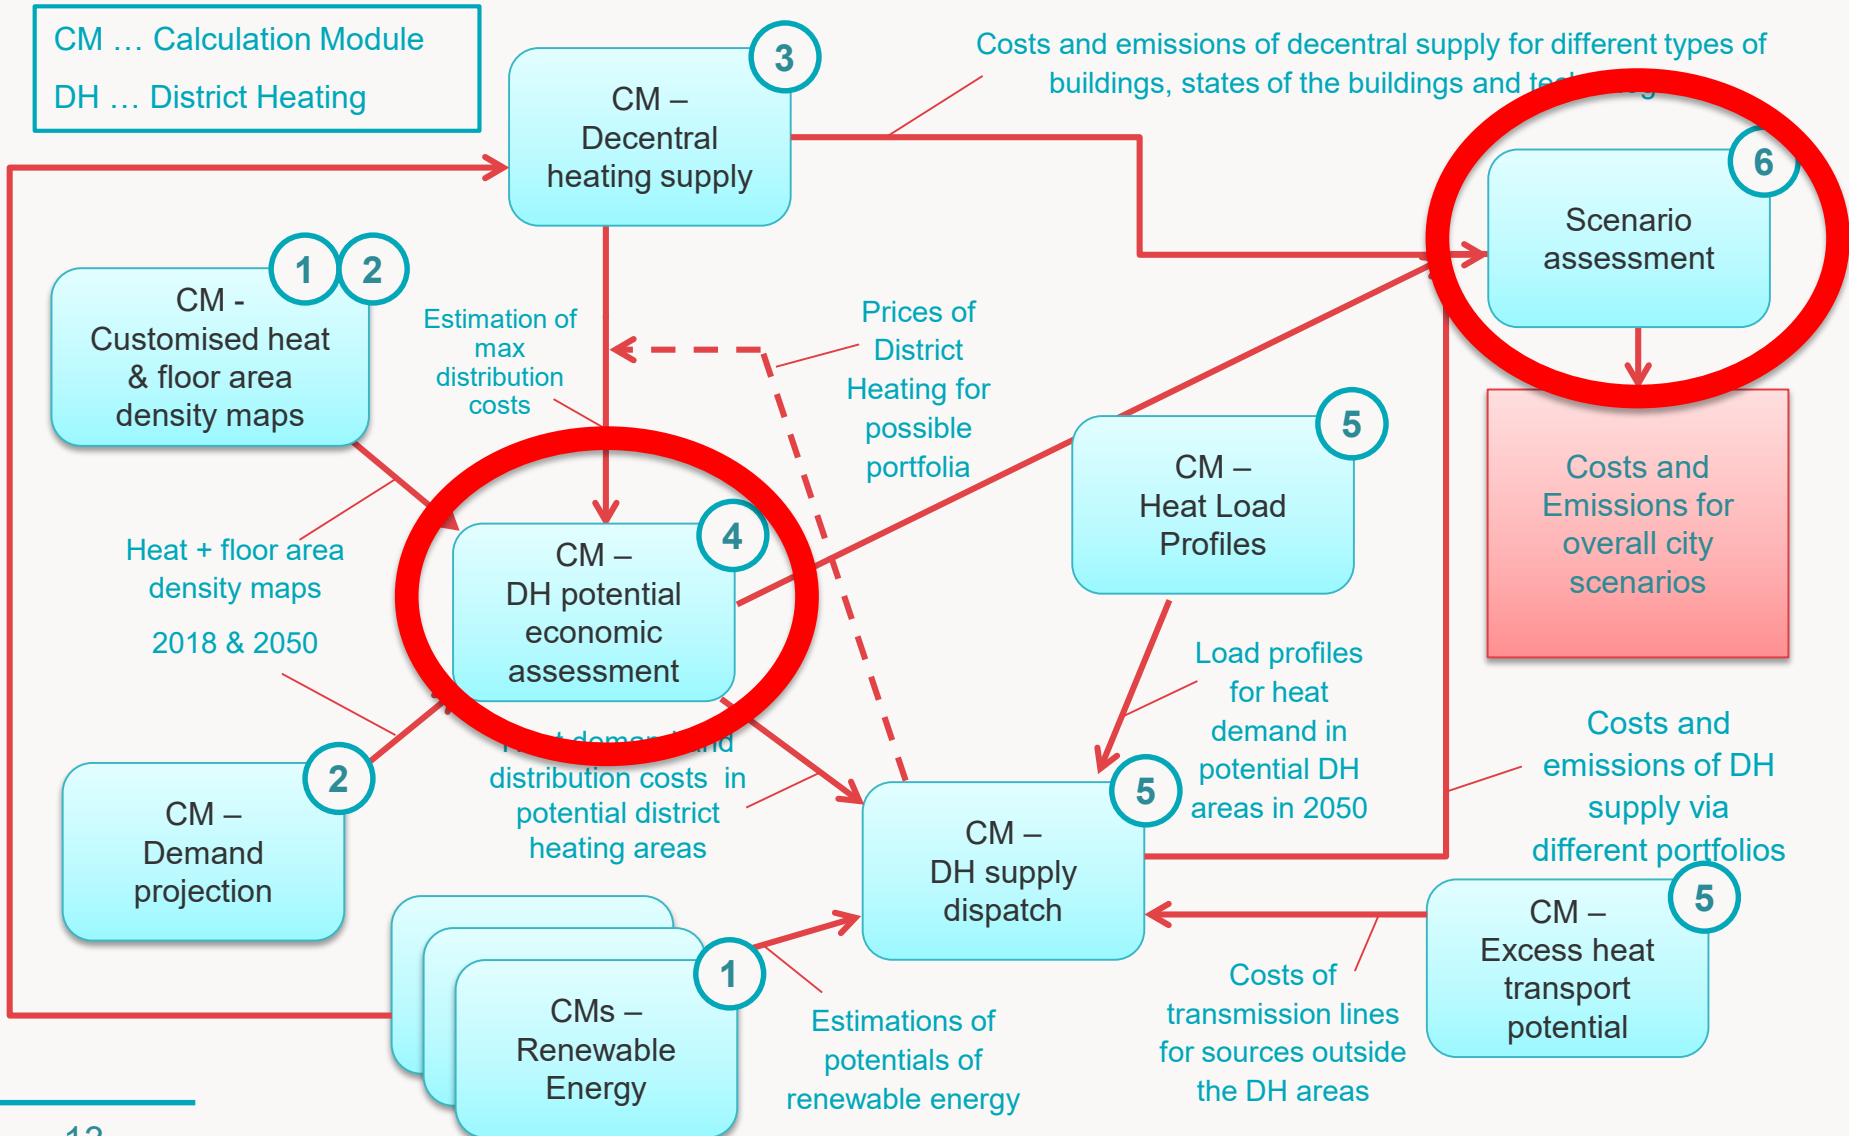 CM … Calculation Module
DH … District Heating
3
CM –
Decentral
heating supply
Costs and emissions of decentral supply for different types of
buildings, states of the buildings and
6
Scenario
assessment
1
2
CM -
Customised heat
& floor area
density maps
Estimation of
max
distribution
costs
Prices of
District
Heating for
possible
portfolia
5
CM –
Heat Load
Profiles
Costs and
Emissions for
overall city
scenarios
Heat + floor area
density maps
2018 & 2050
4
CM –
DH potential
economic
assessment
Load profiles
for heat
demand in
potential DH
areas in 2050
distribution costs in
potential district
heating areas
2
CM –
Demand
projection
5
CM –
DH supply
dispatch
Costs and
emissions of DH
supply via
different portfolios
5
CM –
Excess heat
transport
potential
1
CMs –
Renewable
Energy
Estimations of
potentials of
renewable energy
Costs of
transmission lines
for sources outside
the DH areas